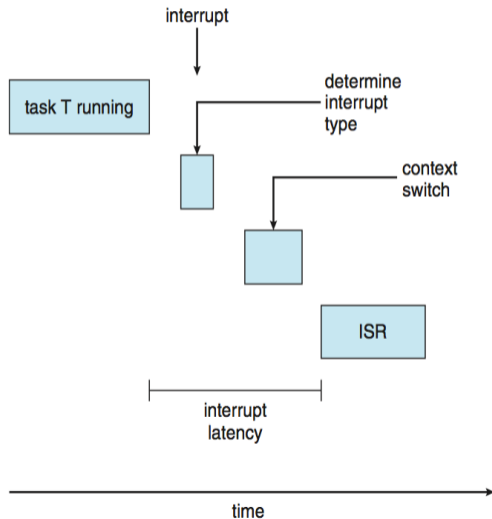 interrupt
task T running
determine
interrupt
type
context
switch
ISR
interrupt
latency
time